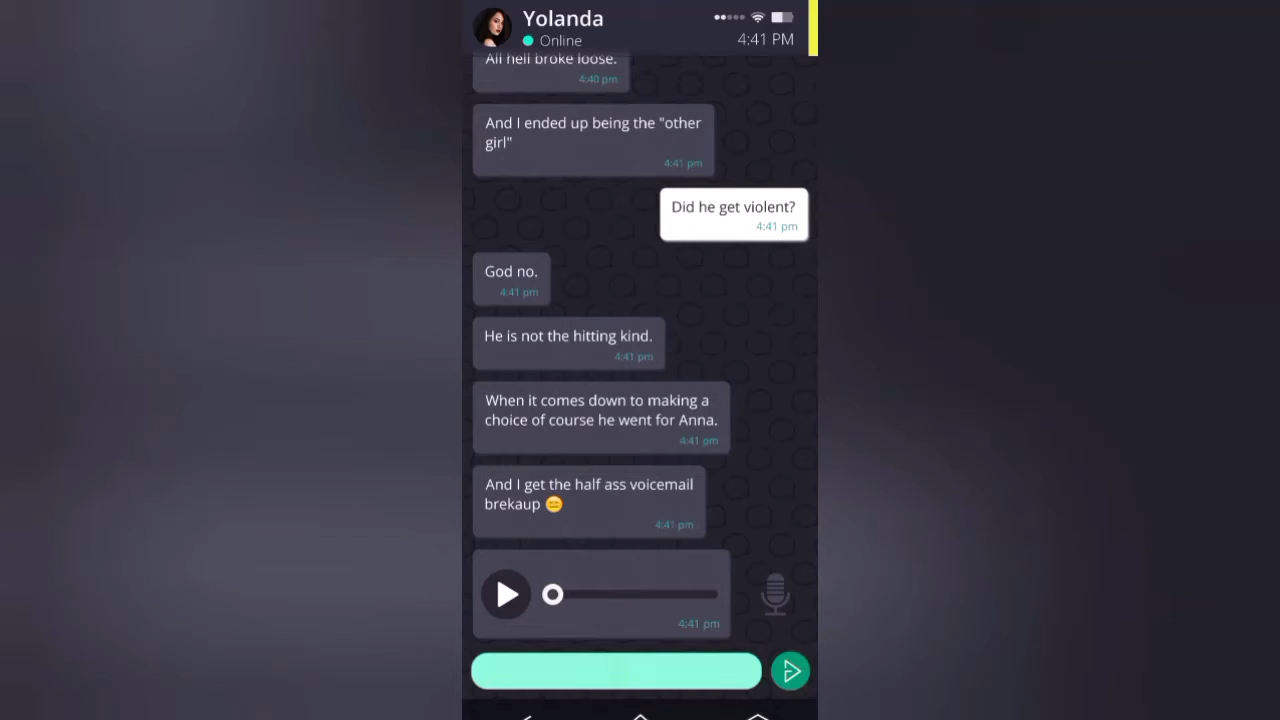 Yolanda
Online
4:41 PM
All hell broke loose.
4:40 pm
And I ended up being the "other
girl"
4:41 pm
Did he get violent?
4:41 pm
God no.
4:41 pm
He is not the hitting kind.
4:41 pm
When it comes down to making a
choice of course he went for Anna.
4:41 pm
And I get the half ass voicemail
brekaup 😑
4:41 pm
4:41 pm